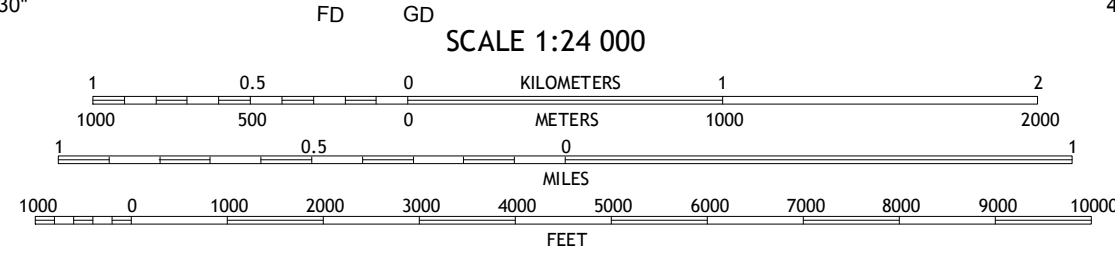 30" 4
FD GD
SCALE 1:24 000
1 0.5 0 KILOMETERS 1 2
1000 500 0 METERS 1000 2000
1 0.5 0 1
MILES
1000 0 1000 2000 3000 4000 5000 6000 7000 8000 9000 10000
FEET